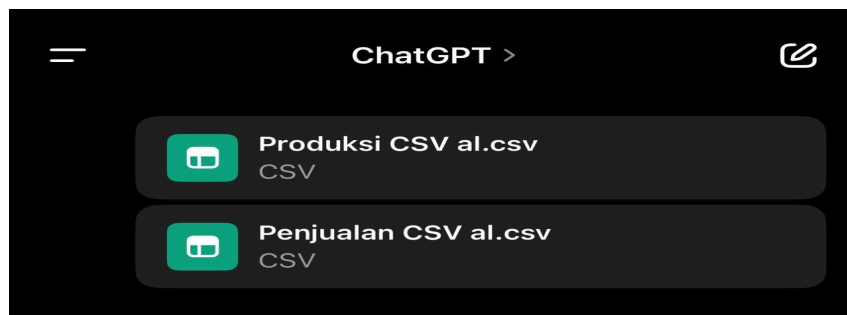 ChatGPT >
Produksi CSV al.csv
CSV
Penjualan CSV al.csv
CSV